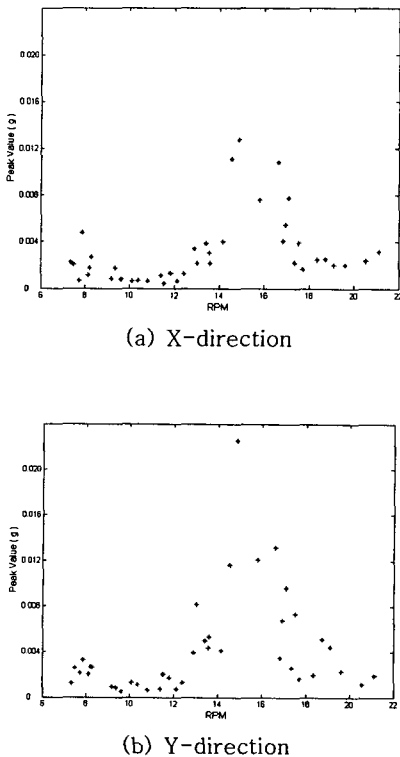 0.020
0.016
0.012
0.008
0.004
0
Peak Value ( g )
6 8 10 12 14 16 18 20 22
RPM
(a) X-direction
0.020
0.016
0.012
0.008
0.004
0
Peak Value ( g )
6 8 10 12 14 16 18 20 22
RPM
(b) Y-direction